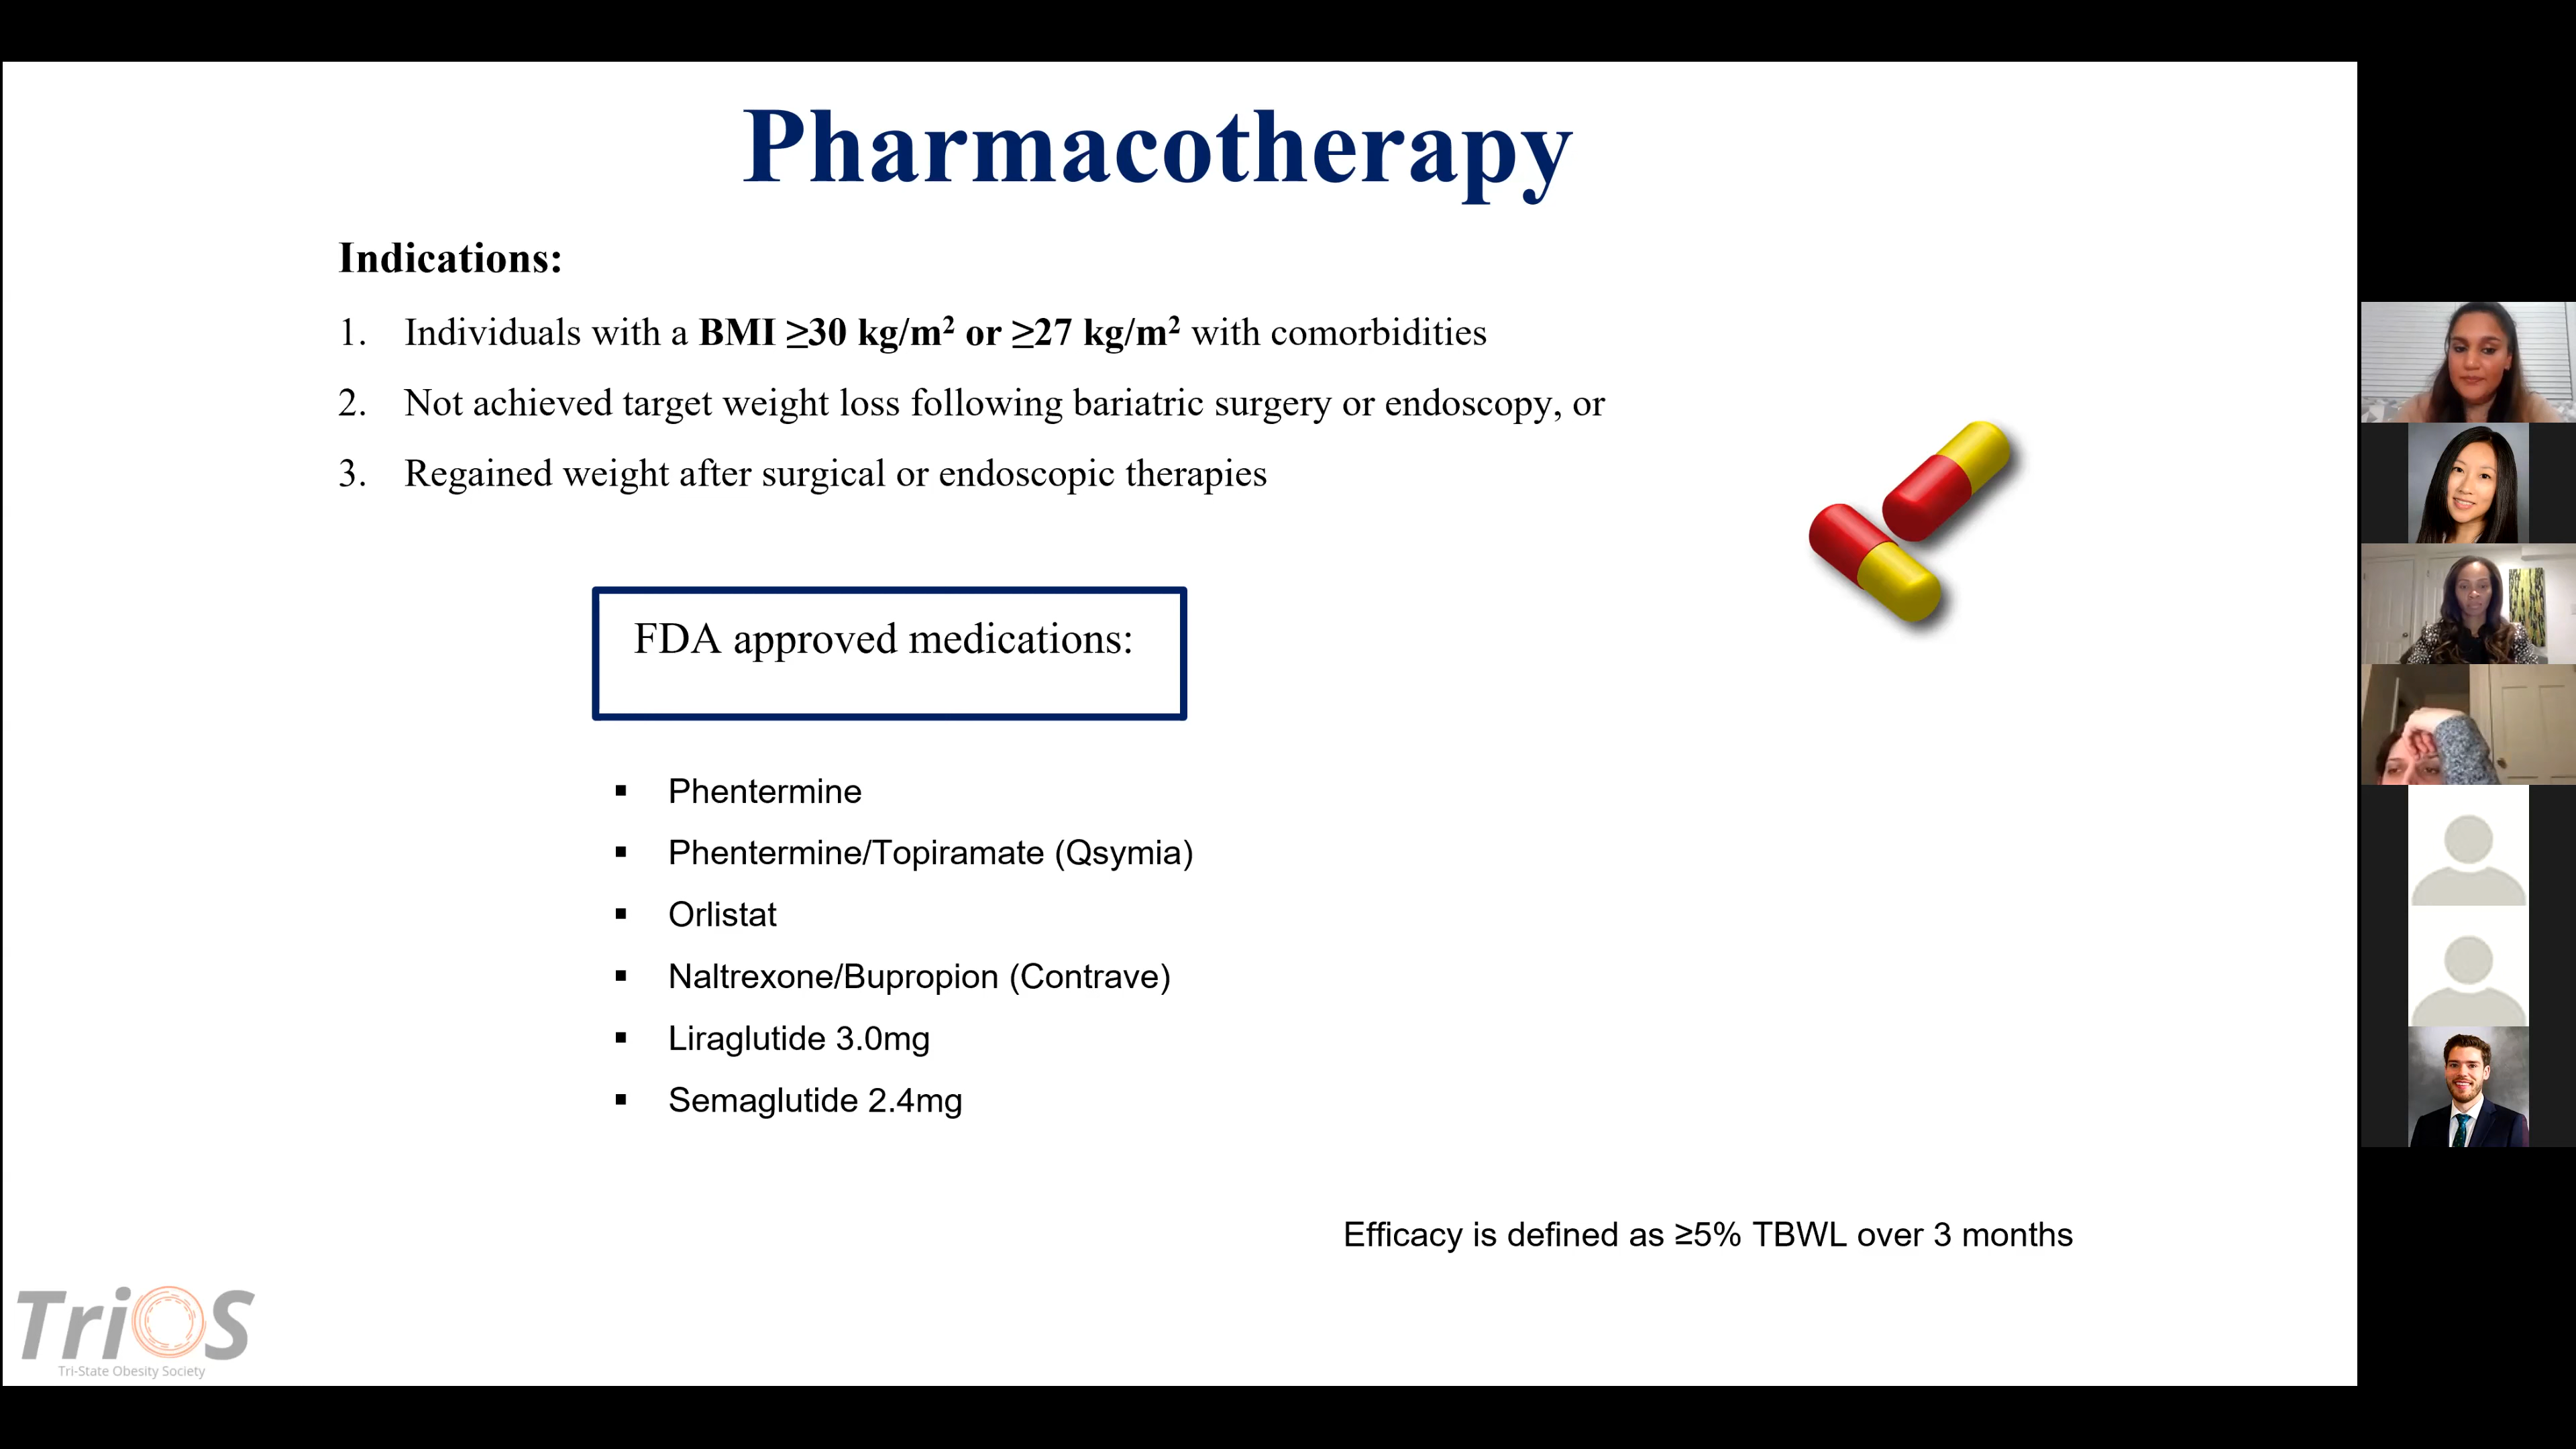 Pharmacotherapy
Indications:
1. Individuals with a BMI ≥30 kg/m² or ≥27 kg/m² with comorbidities
2. Not achieved target weight loss following bariatric surgery or endoscopy, or
3. Regained weight after surgical or endoscopic therapies
FDA approved medications:
▪ Phentermine
▪ Phentermine/Topiramate (Qsymia)
▪ Orlistat
▪ Naltrexone/Bupropion (Contrave)
▪ Liraglutide 3.0mg
▪ Semaglutide 2.4mg
Efficacy is defined as ≥5% TBWL over 3 months
TriOS
Tri-State Obesity Society